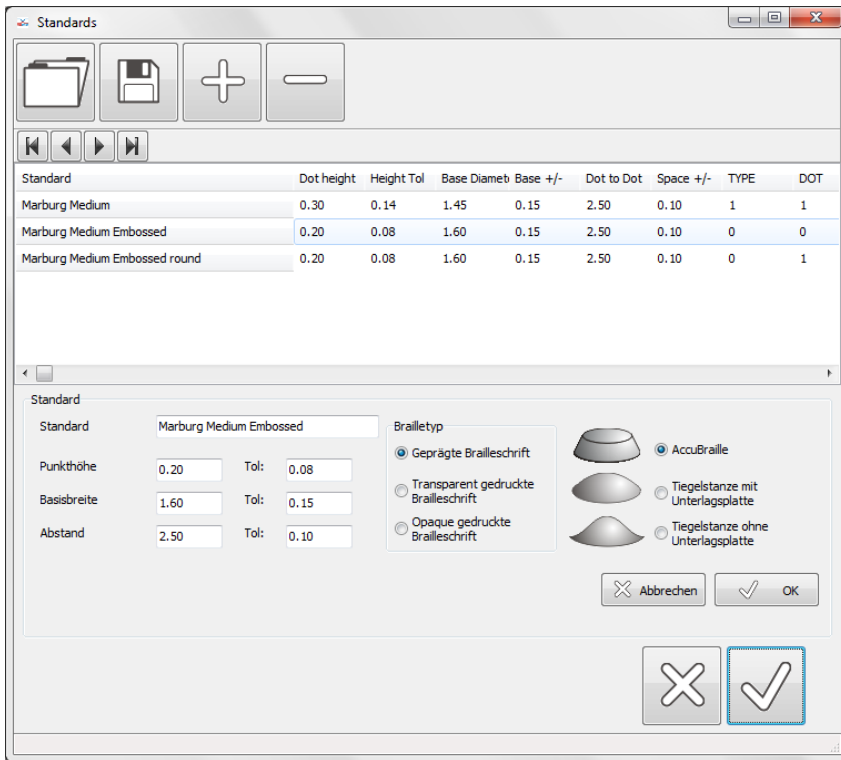 Standards
Standard Dot height Height Tol Base Diamet Base +/- Dot to Dot Space +/- TYPE DOT
Marburg Medium 0.30 0.14 1.45 0.15 2.50 0.10 1 1
Marburg Medium Embossed 0.20 0.08 1.60 0.15 2.50 0.10 0 0
Marburg Medium Embossed round 0.20 0.08 1.60 0.15 2.50 0.10 0 1
Standard
Standard Marburg Medium Embossed
Punkthöhe 0.20 Tol: 0.08
Basisbreite 1.60 Tol: 0.15
Abstand 2.50 Tol: 0.10
Brailletyp
Geprägte Brailleschrift
Transparent gedruckte
Brailleschrift
Opaque gedruckte
Brailleschrift
AccuBraille
Tiegelstanze mit
Unterlagsplatte
Tiegelstanze ohne
Unterlagsplatte
Abbrechen OK